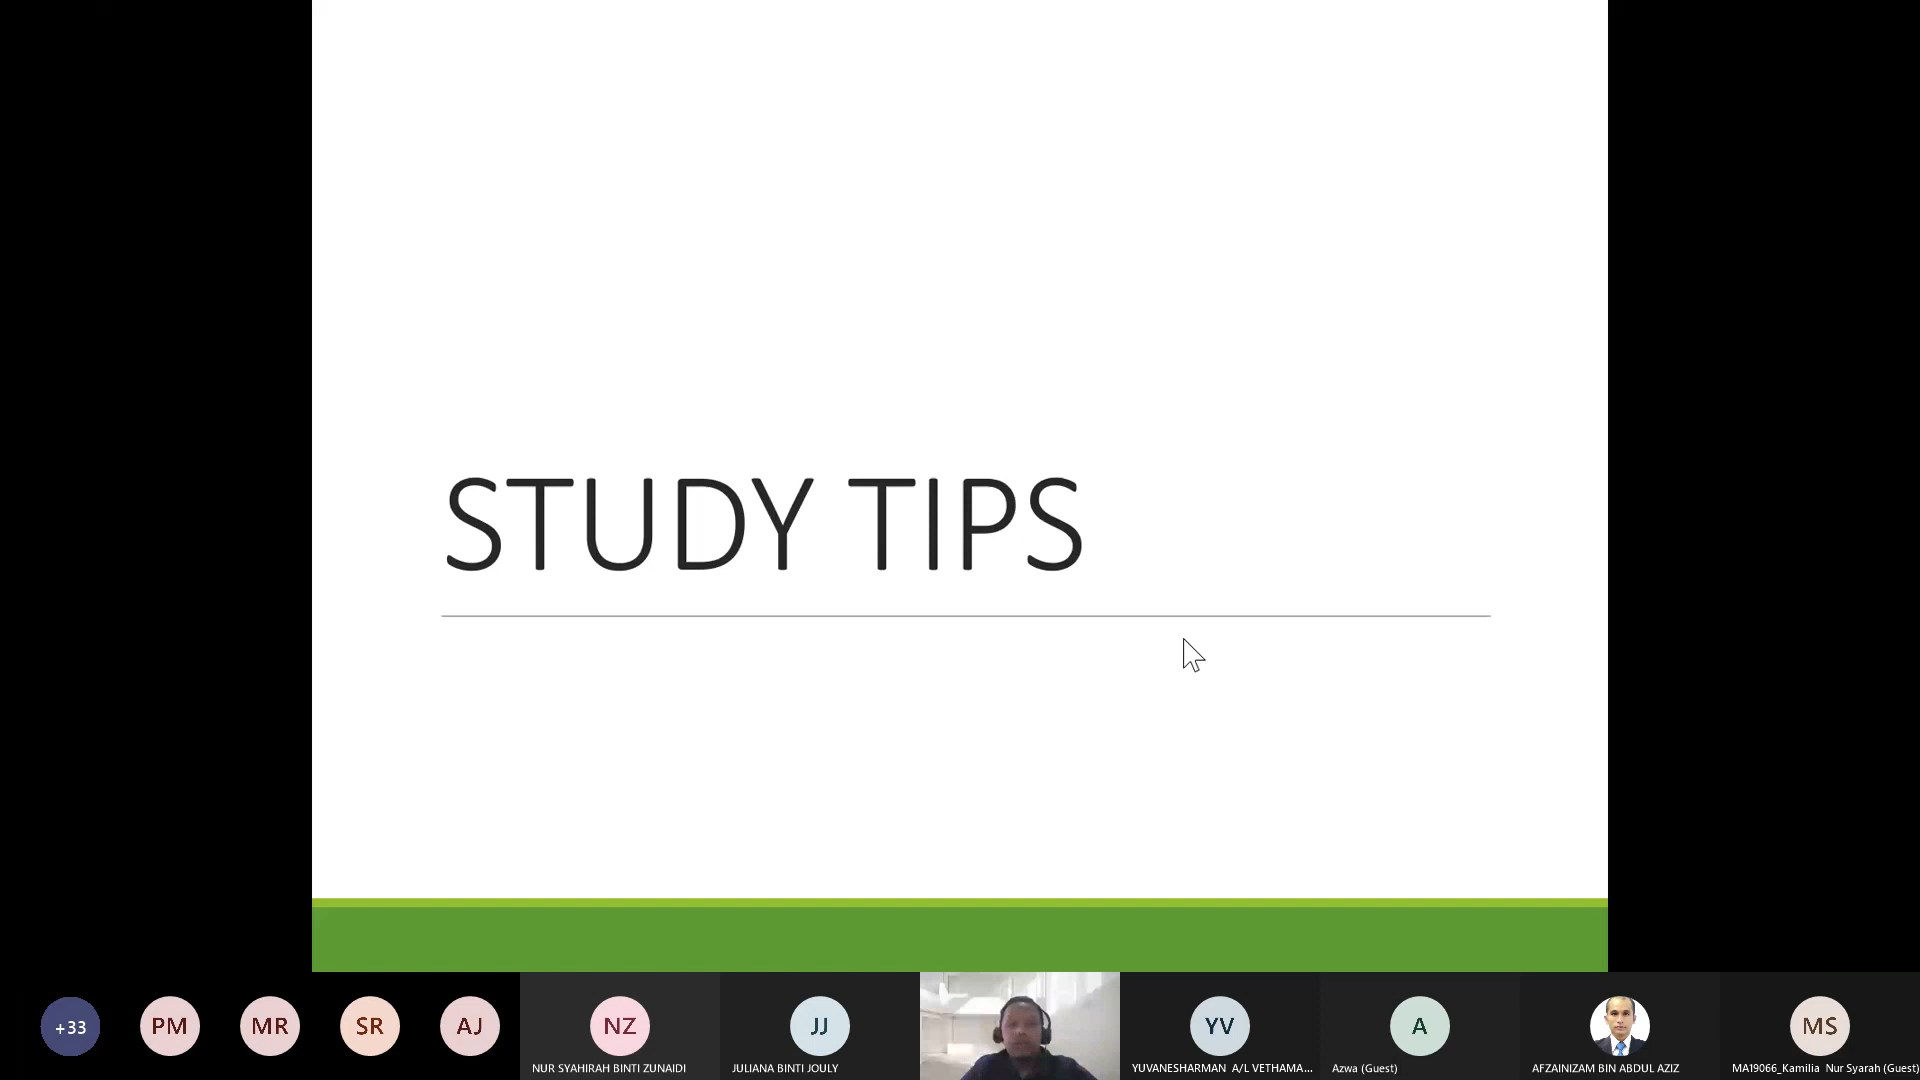 STUDY TIPS
+33
PM
MR
SR
AJ
NZ
NUR SYAHIRAH BINTI ZUNAIDI
JJ
JULIANA BINTI JOULY
YV
YUVANESHARMAN A/L VETHAMA...
A
Azwa (Guest)
AFZAINIZAM BIN ABDUL AZIZ
MS
MA19066_Kamilia Nur Syarah (Guest)